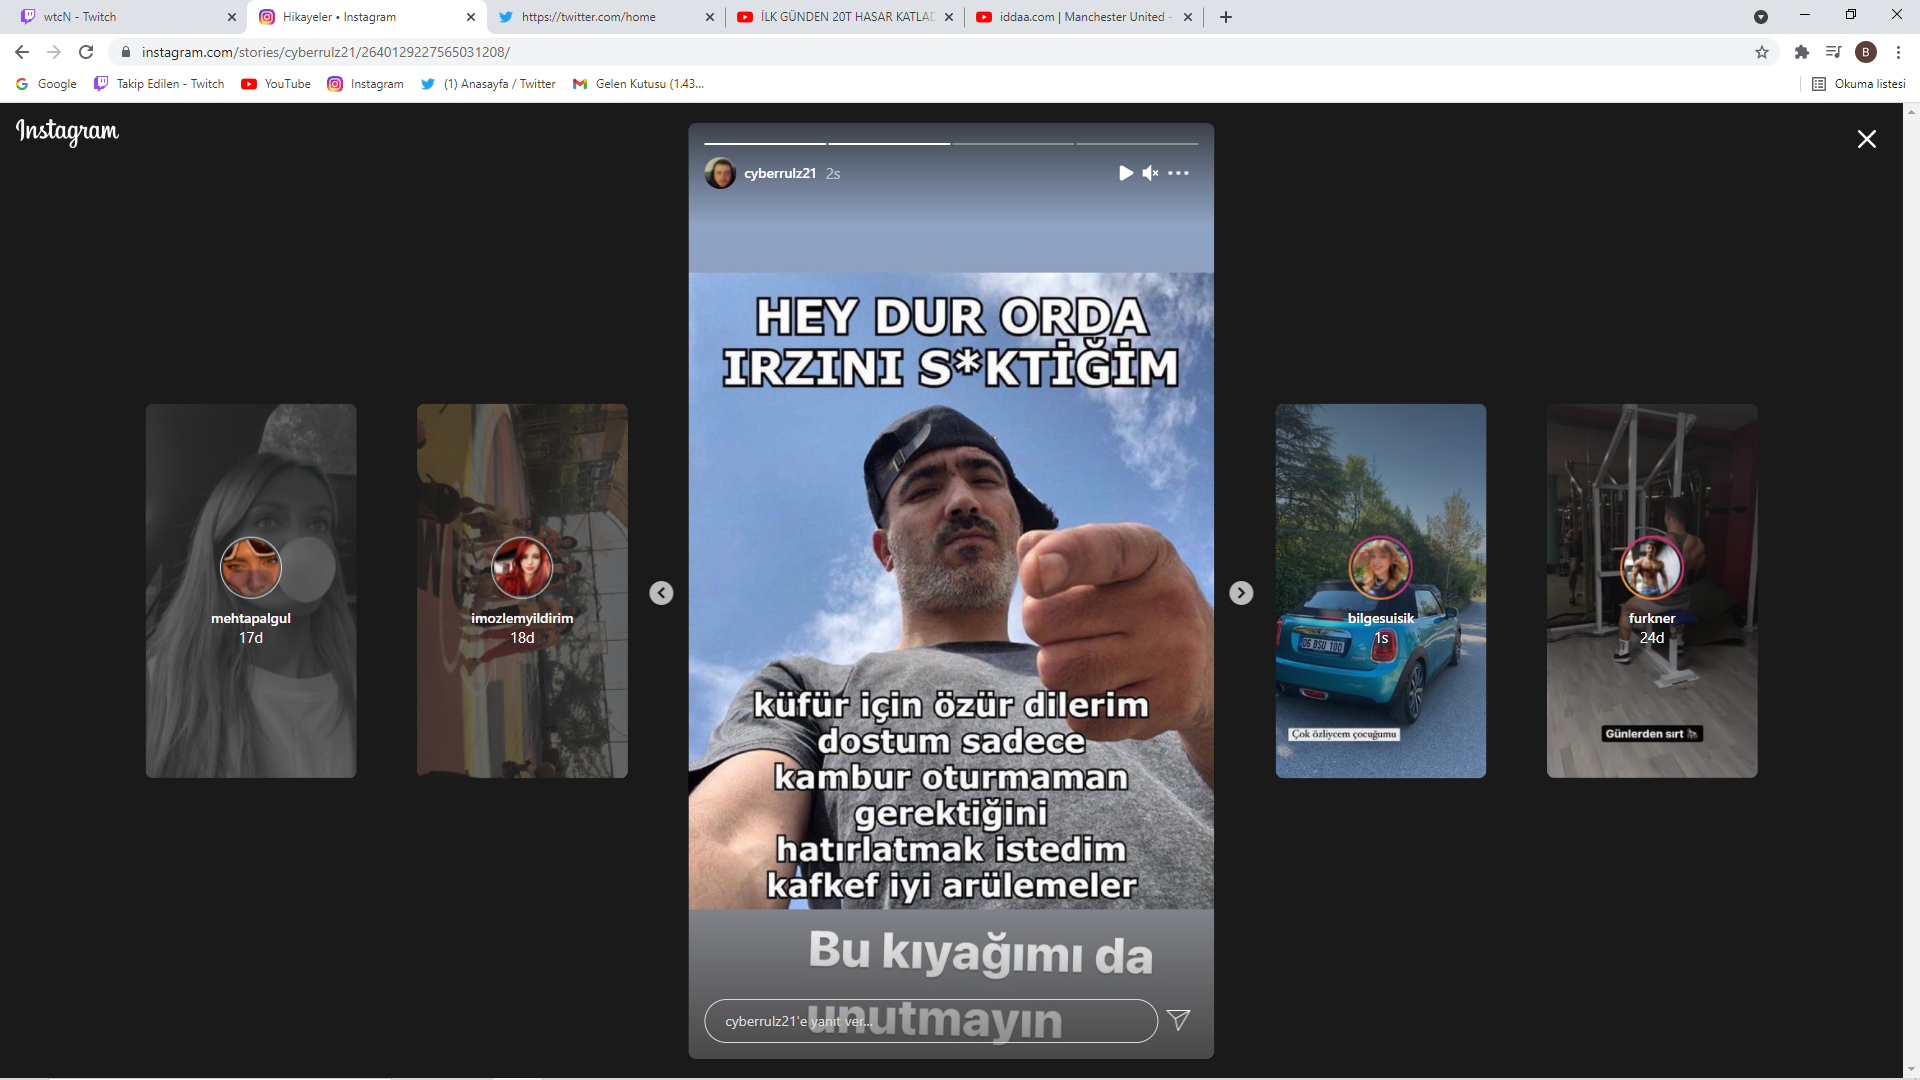 wtcN - Twitch
Hikayeler • Instagram
https://twitter.com/home
İLK GÜNDEN 20T HASAR KATLAD
iddaa.com | Manchester United -
instagram.com/stories/cyberrulz21/2640129227565031208/
B
Google
Takip Edilen - Twitch
YouTube
Instagram
(1) Anasayfa / Twitter
Gelen Kutusu (1.43...
Okuma listesi
Instagram
cyberrulz21 2s
HEY DUR ORDA
IRZINI S*KTİĞİM
küfür için özür dilerim
dostum sadece
kambur oturmaman
gerektiğini
hatırlatmak istedim
kafkef iyi arülemeler
Bu kıyağımı da
unutmayın
cyberrulz21'e yanıt ver...
mehtapalgul
17d
imozlemyildirim
18d
bilgesuisik
1s
06 BSU 100
Çok özliycem çocuğumu
furkner
24d
Günlerden sırt